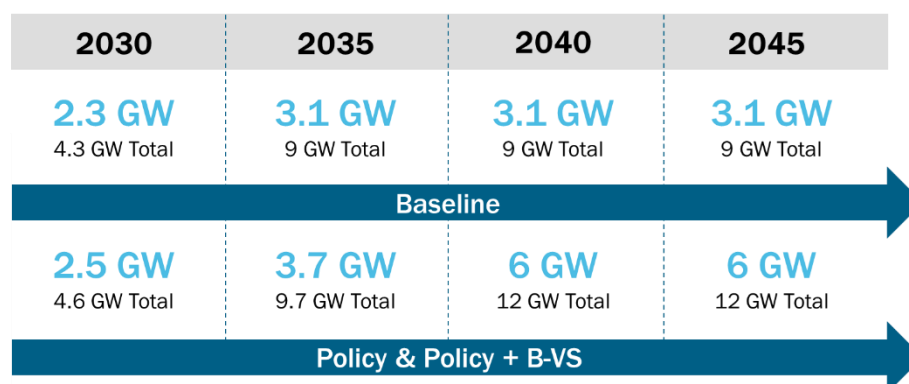 2030 2035 2040 2045
2.3 GW 3.1 GW 3.1 GW 3.1 GW
4.3 GW Total 9 GW Total 9 GW Total 9 GW Total
Baseline
2.5 GW 3.7 GW 6 GW 6 GW
4.6 GW Total 9.7 GW Total 12 GW Total 12 GW Total
Policy & Policy + B-VS